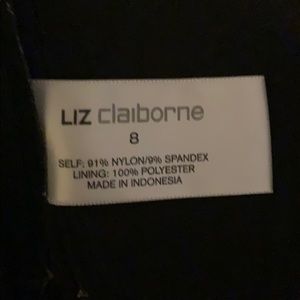 LIZ claiborne
8
SELF: 91% NYLON/9% SPANDEX
LINING: 100% POLYESTER
MADE IN INDONESIA